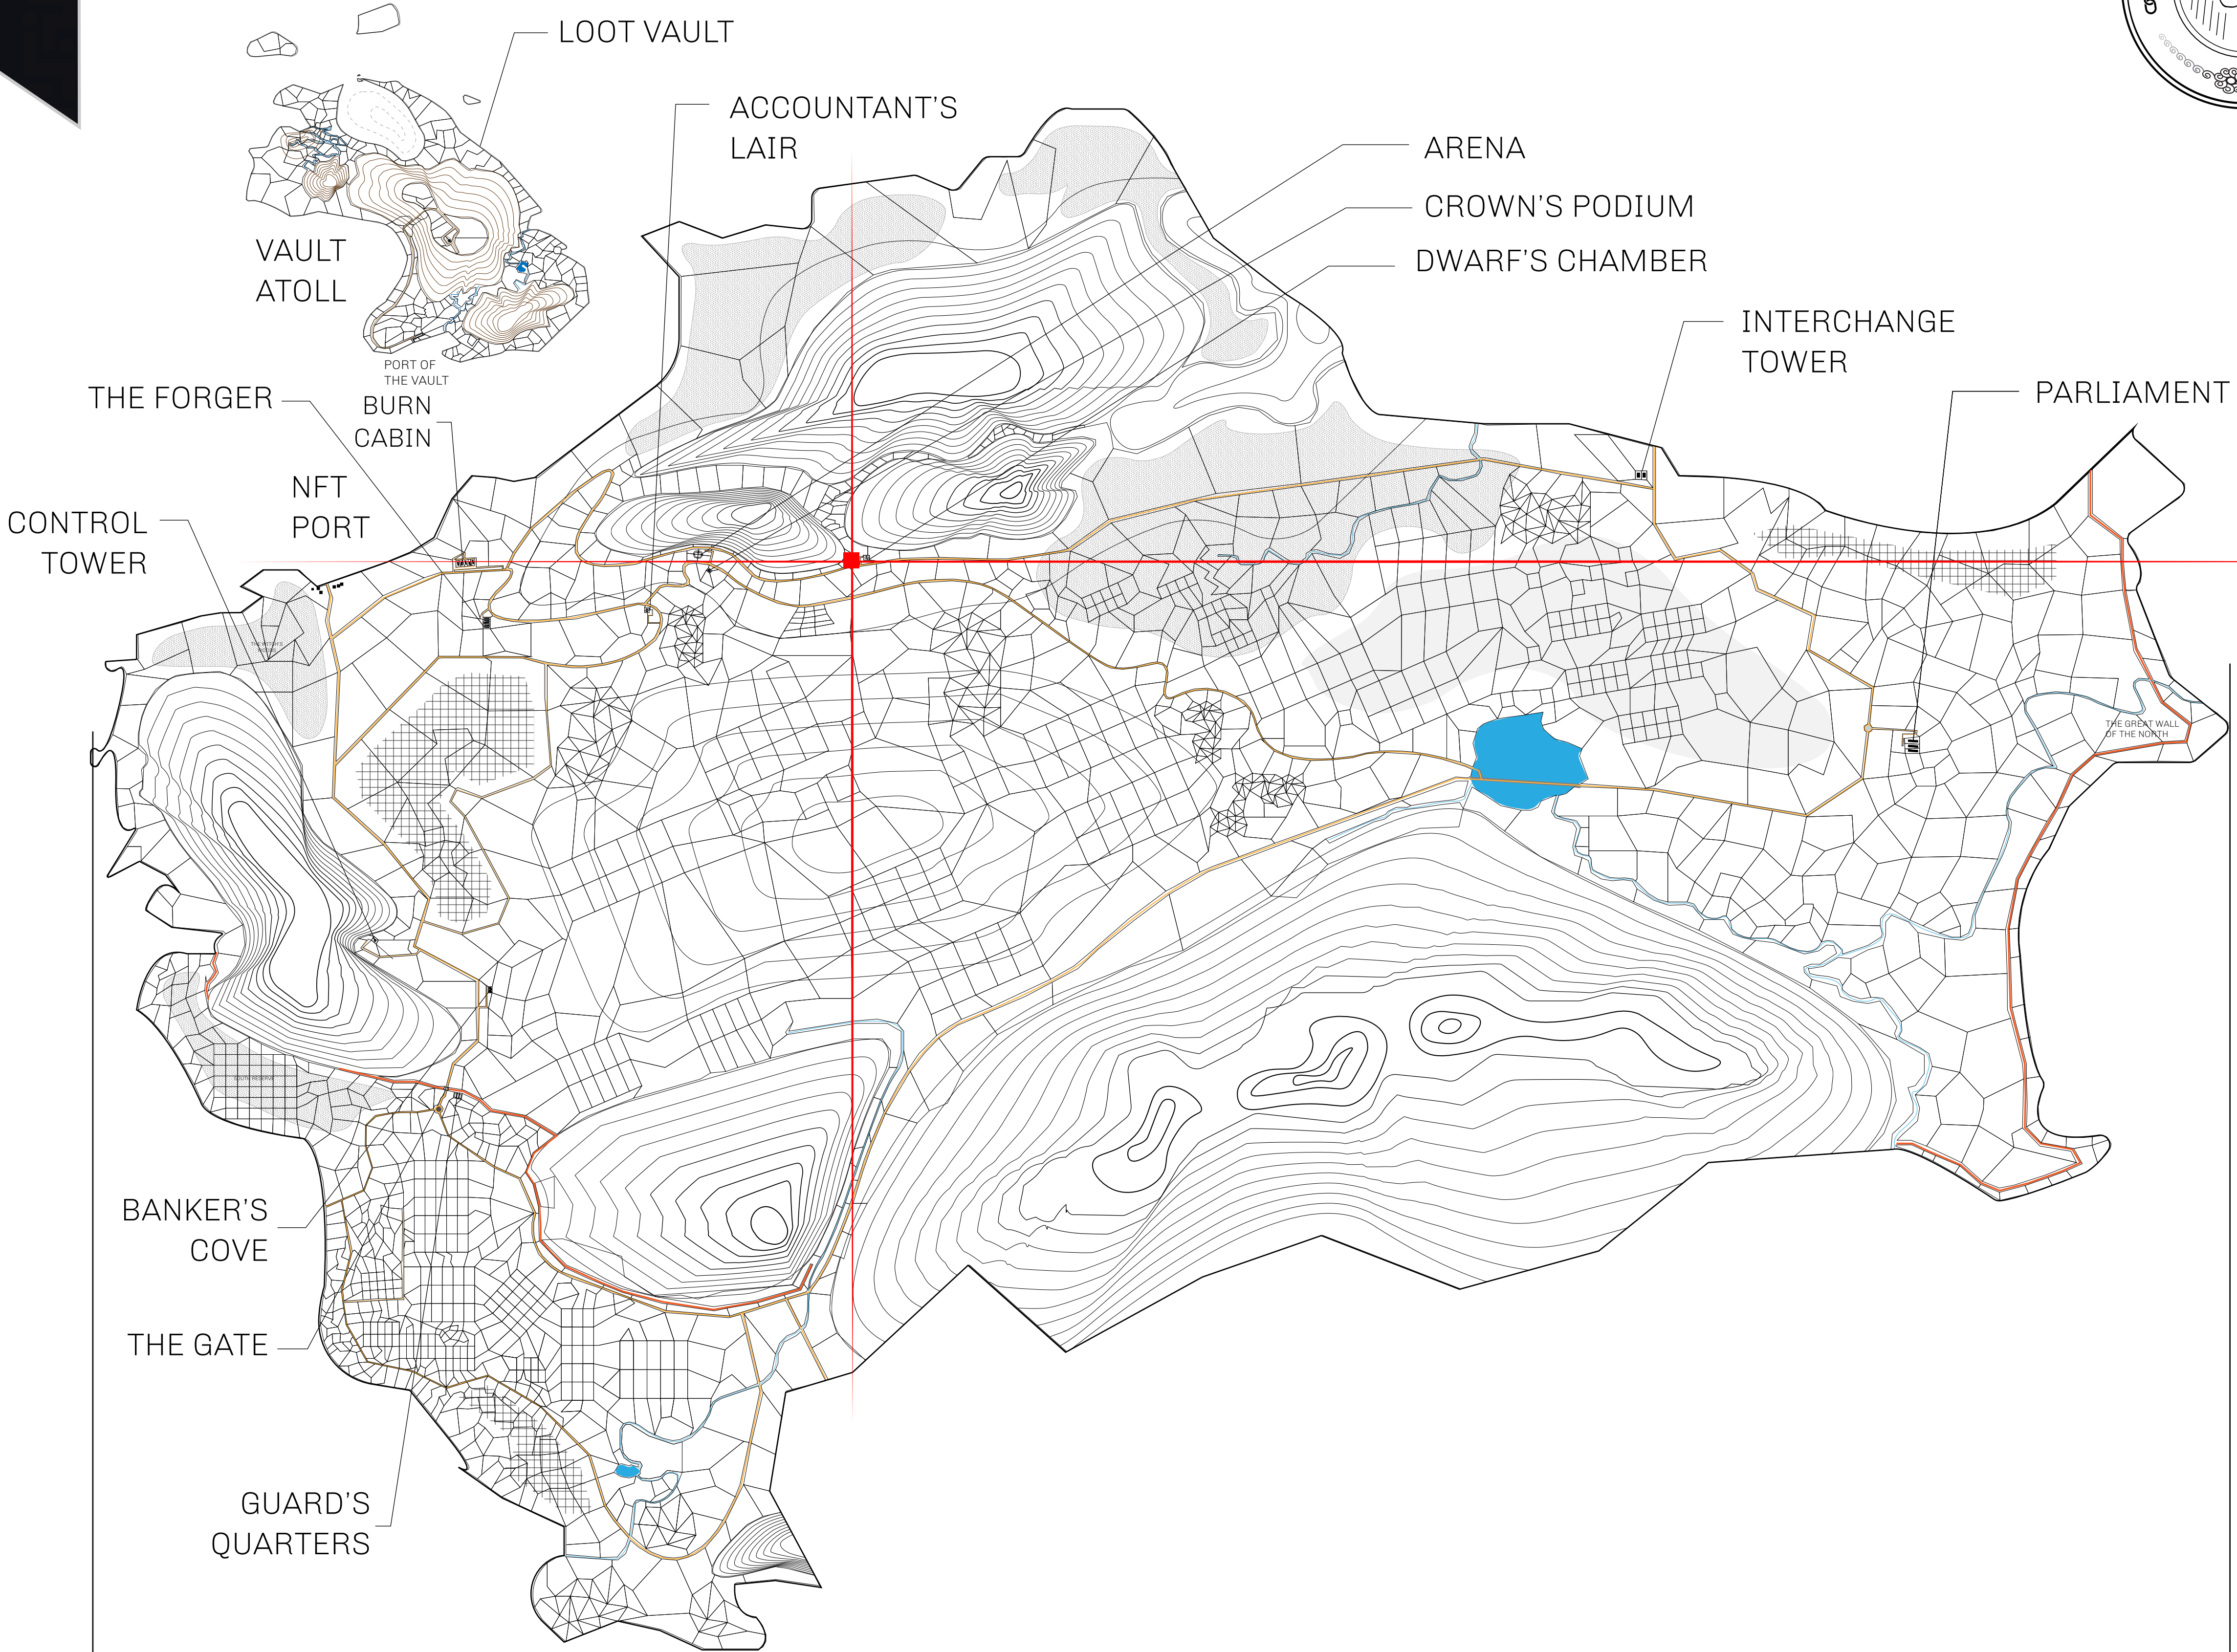 LOOT VAULT
ACCOUNTANT'S
LAIR
ARENA
CROWN'S PODIUM
DWARF'S CHAMBER
VAULT
ATOLL
INTERCHANGE
TOWER
PORT OF
THE VAULT
PARLIAMENT
THE FORGER
BURN
CABIN
NFT
PORT
CONTROL
TOWER
THE GREAT WALL
OF THE NORTH
SOUTH RESERVE
BANKER'S
COVE
THE GATE
GUARD'S
QUARTERS